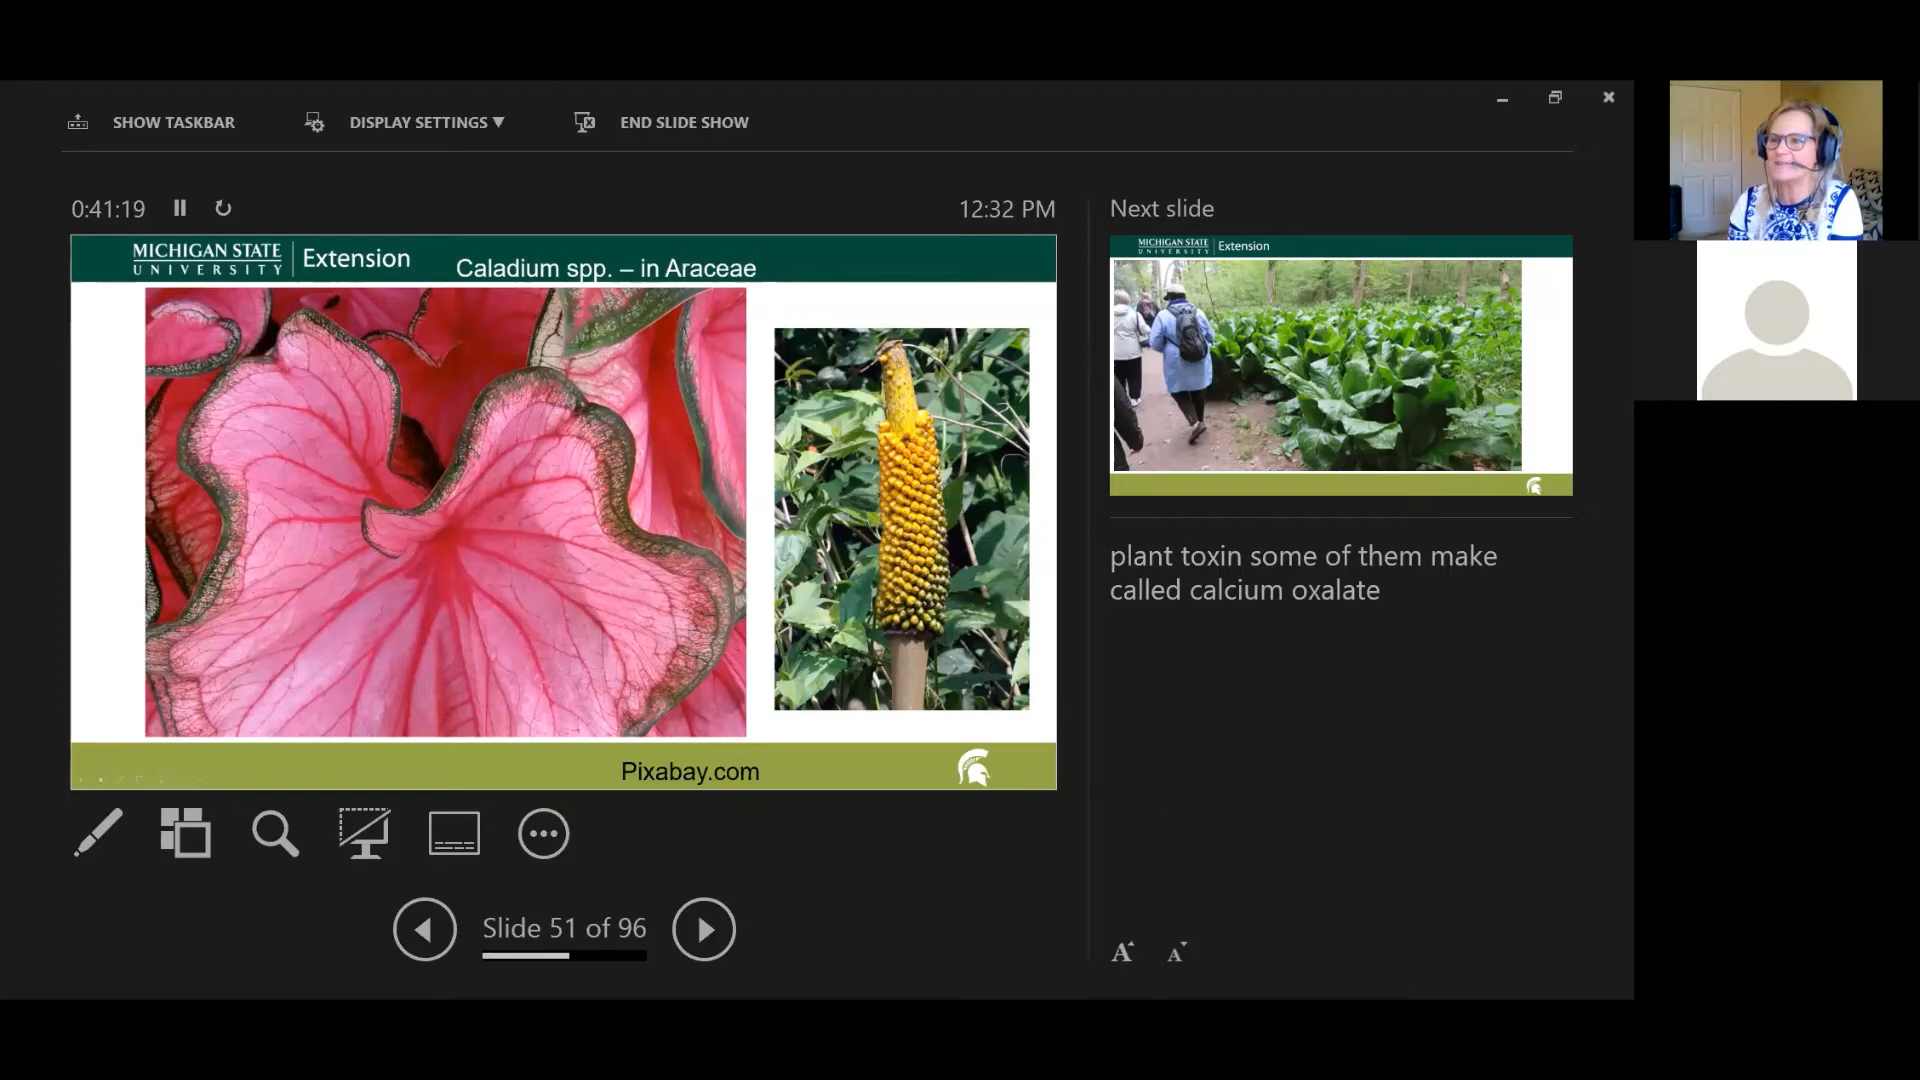 SHOW TASKBAR
DISPLAY SETTINGS ▼
END SLIDE SHOW
0:41:19
12:32 PM
Next slide
MICHIGAN STATE
UNIVERSITY
Extension
Caladium spp. – in Araceae
MICHIGAN STATE
UNIVERSITY
Extension
plant toxin some of them make
called calcium oxalate
Pixabay.com
Slide 51 of 96
A A